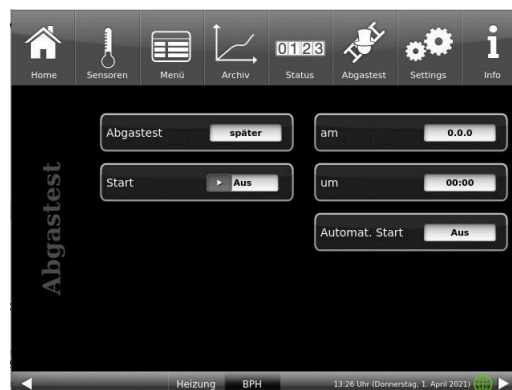 0123
Home Sensoren Menü Archiv Status Abgastest Settings Info
Abgastest
Abgastest später am 0.0.0
Start Aus um 00:00
Automat. Start Aus
Heizung BPH 13:26 Uhr (Donnerstag, 1. April 2021)